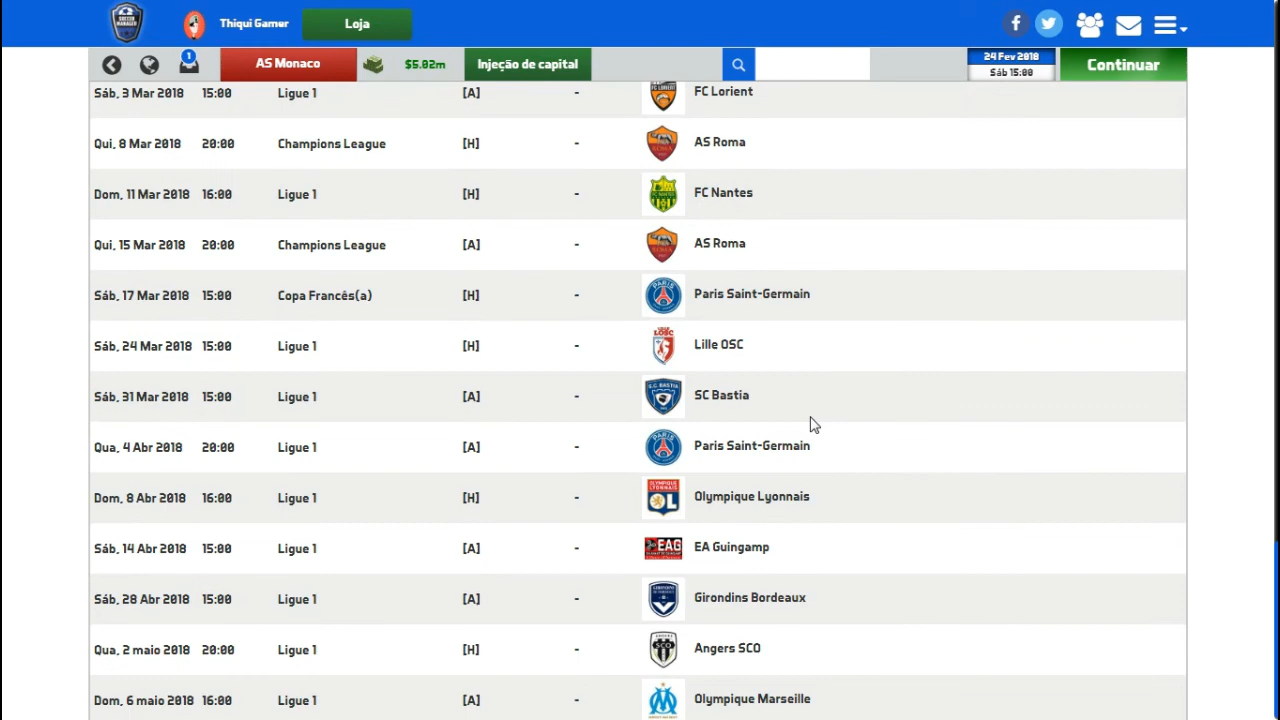 SOCCER MANAGER
Thiqui Gamer
Loja
1
AS Monaco
$5.02m
Injeção de capital
24 Fev 2018
Sáb 15:00
Continuar
Sáb, 3 Mar 2018 15:00 Ligue 1 [A] - FC Lorient
Qui, 8 Mar 2018 20:00 Champions League [H] - AS Roma
Dom, 11 Mar 2018 16:00 Ligue 1 [H] - FC Nantes
Qui, 15 Mar 2018 20:00 Champions League [A] - AS Roma
Sáb, 17 Mar 2018 15:00 Copa Francês(a) [H] - Paris Saint-Germain
Sáb, 24 Mar 2018 15:00 Ligue 1 [H] - Lille OSC
Sáb, 31 Mar 2018 15:00 Ligue 1 [A] - SC Bastia
Qua, 4 Abr 2018 20:00 Ligue 1 [A] - Paris Saint-Germain
Dom, 8 Abr 2018 16:00 Ligue 1 [H] - Olympique Lyonnais
Sáb, 14 Abr 2018 15:00 Ligue 1 [A] - EA Guingamp
Sáb, 28 Abr 2018 15:00 Ligue 1 [A] - Girondins Bordeaux
Qua, 2 maio 2018 20:00 Ligue 1 [H] - Angers SCO
Dom, 6 maio 2018 16:00 Ligue 1 [A] - Olympique Marseille